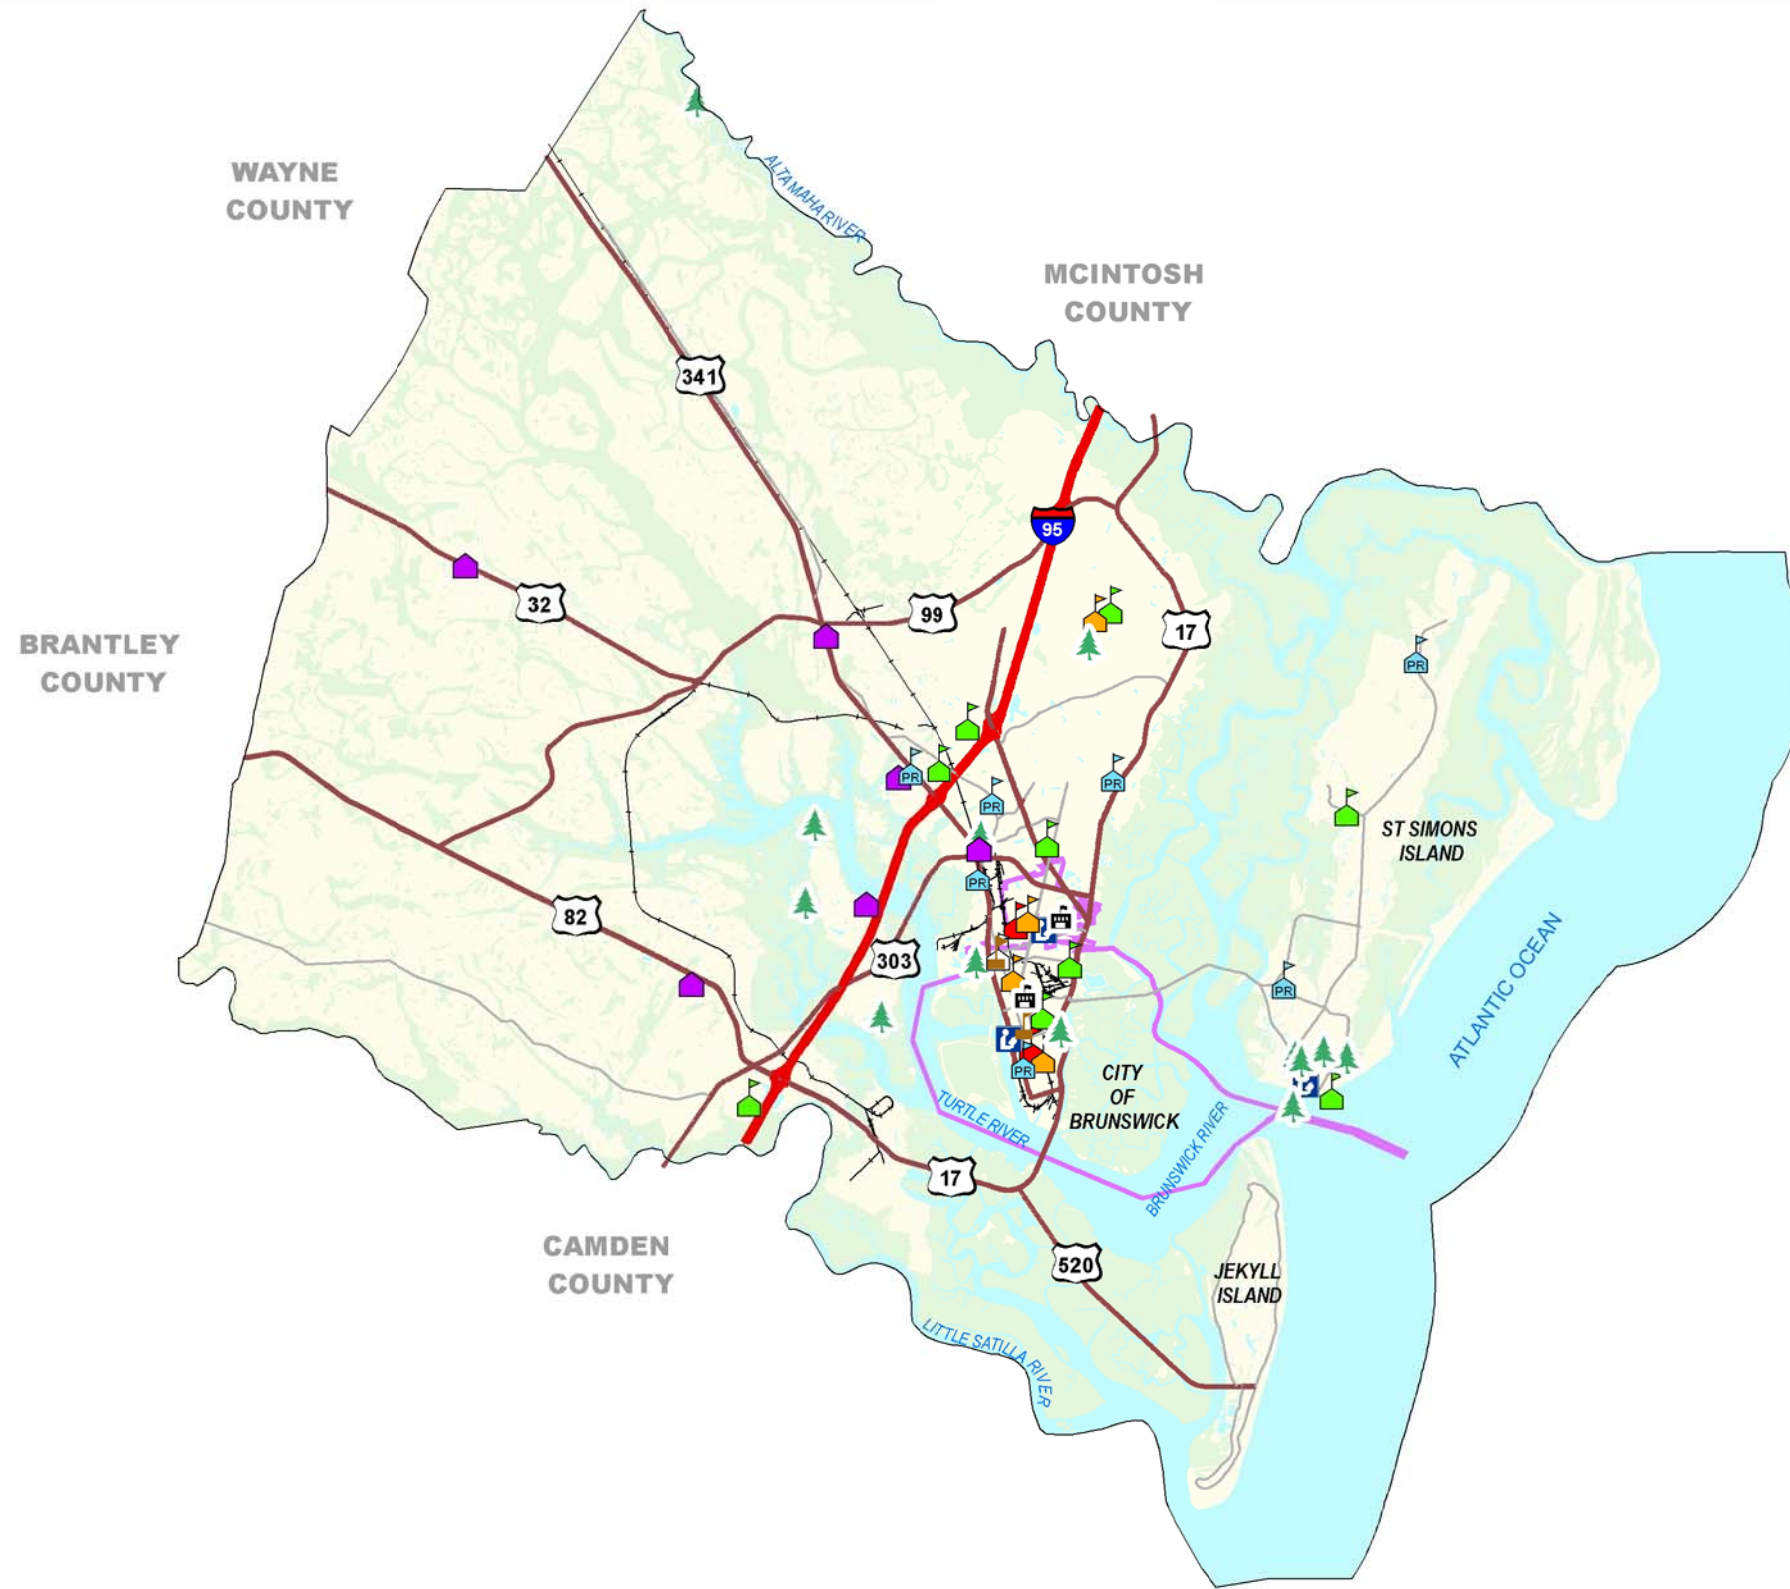 WAYNE
COUNTY
ALTAMAHA RIVER
MCINTOSH
COUNTY
341
95
32
99
17
BRANTLEY
COUNTY
PR
PR
PR
PR
ST SIMONS
ISLAND
PR
82
303
PR
ATLANTIC OCEAN
PR
CITY
OF
BRUNSWICK
TURTLE RIVER
BRUNSWICK RIVER
17
CAMDEN
COUNTY
520
JEKYLL
ISLAND
LITTLE SATILLA RIVER